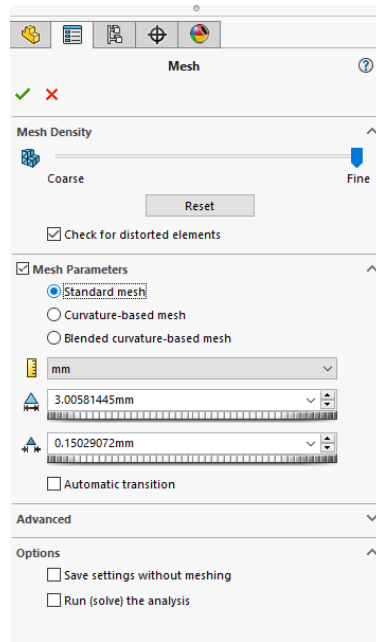 Mesh
Mesh Density
Coarse
Fine
Reset
Check for distorted elements
Mesh Parameters
Standard mesh
Curvature-based mesh
Blended curvature-based mesh
mm
3.00581445mm
0.15029072mm
Automatic transition
Advanced
Options
Save settings without meshing
Run (solve) the analysis